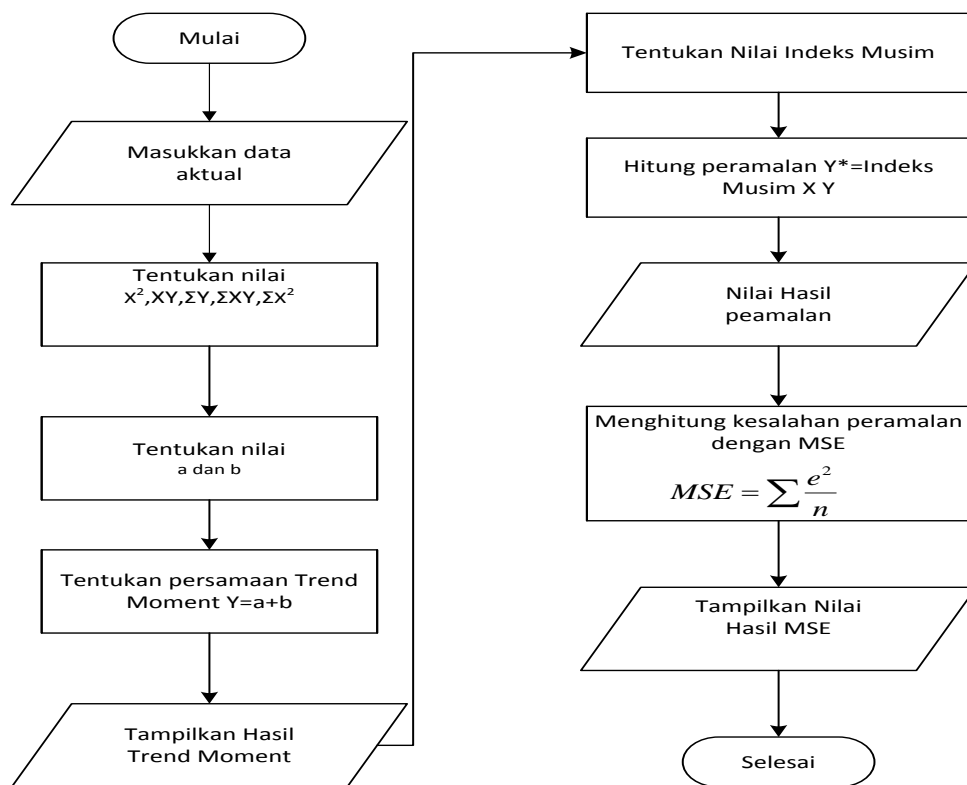 Mulai
Masukkan data
aktual
Tentukan nilai
x²,XY,ΣY,ΣXY,Σx²
Tentukan nilai
a dan b
Tentukan persamaan Trend
Moment Y=a+b
Tampilkan Hasil
Trend Moment
Tentukan Nilai Indeks Musim
Hitung peramalan Y*=Indeks
Musim X Y
Nilai Hasil
peamalan
Menghitung kesalahan peramalan
dengan MSE
MSE = ∑ e²/n
Tampilkan Nilai
Hasil MSE
Selesai